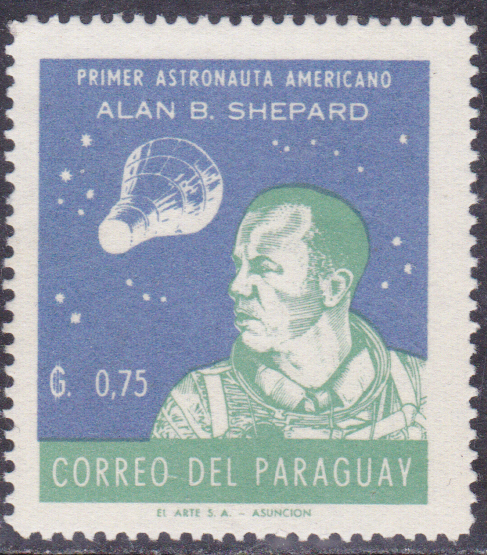 PRIMER ASTRONAUTA AMERICANO
ALAN B. SHEPARD
₲. 0,75
CORREO DEL PARAGUAY
El ARTE S. A. - ASUNCION